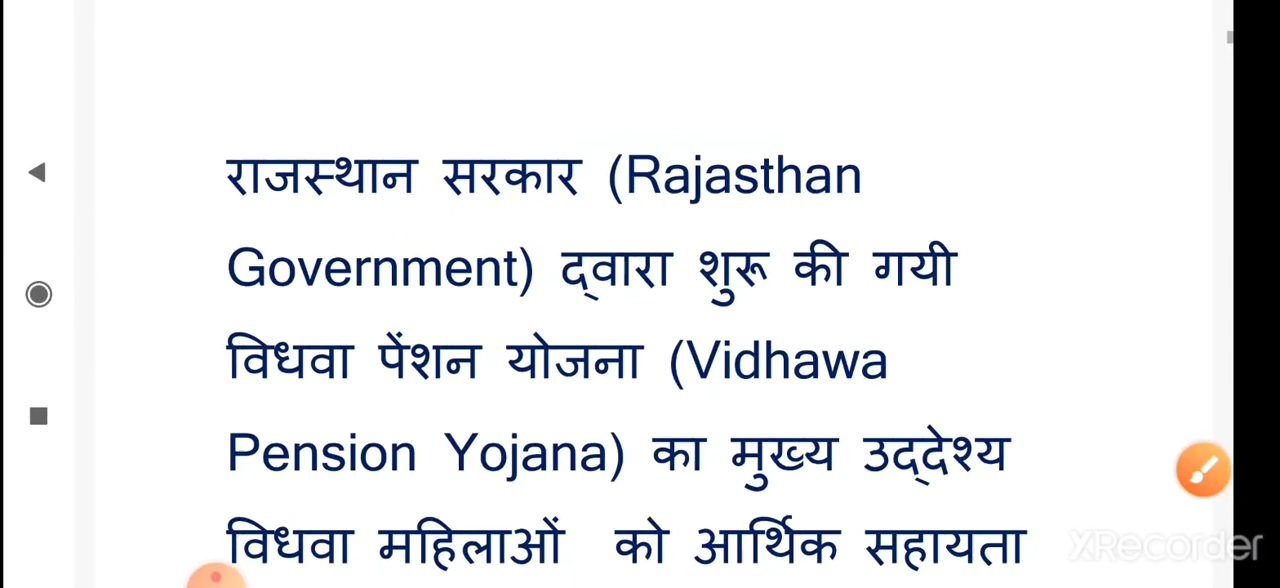 राजस्थान सरकार (Rajasthan
Government) द्वारा शुरू की गयी
विधवा पेंशन योजना (Vidhawa
Pension Yojana) का मुख्य उद्देश्य
विधवा महिलाओं को आर्थिक सहायता
XRecorder